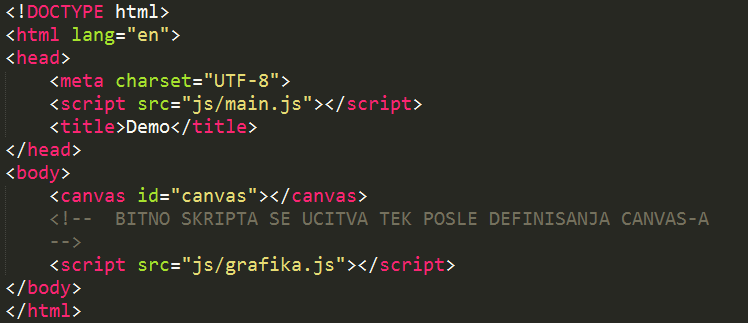 <!DOCTYPE html>
<html lang="en">
<head>
    <meta charset="UTF-8">
    <script src="js/main.js"></script>
    <title>Demo</title>
</head>
<body>
    <canvas id="canvas"></canvas>
    <!--  BITNO SKRIPTA SE UCITVA TEK POSLE DEFINISANJA CANVAS-A
    -->
    <script src="js/grafika.js"></script>
</body>
</html>